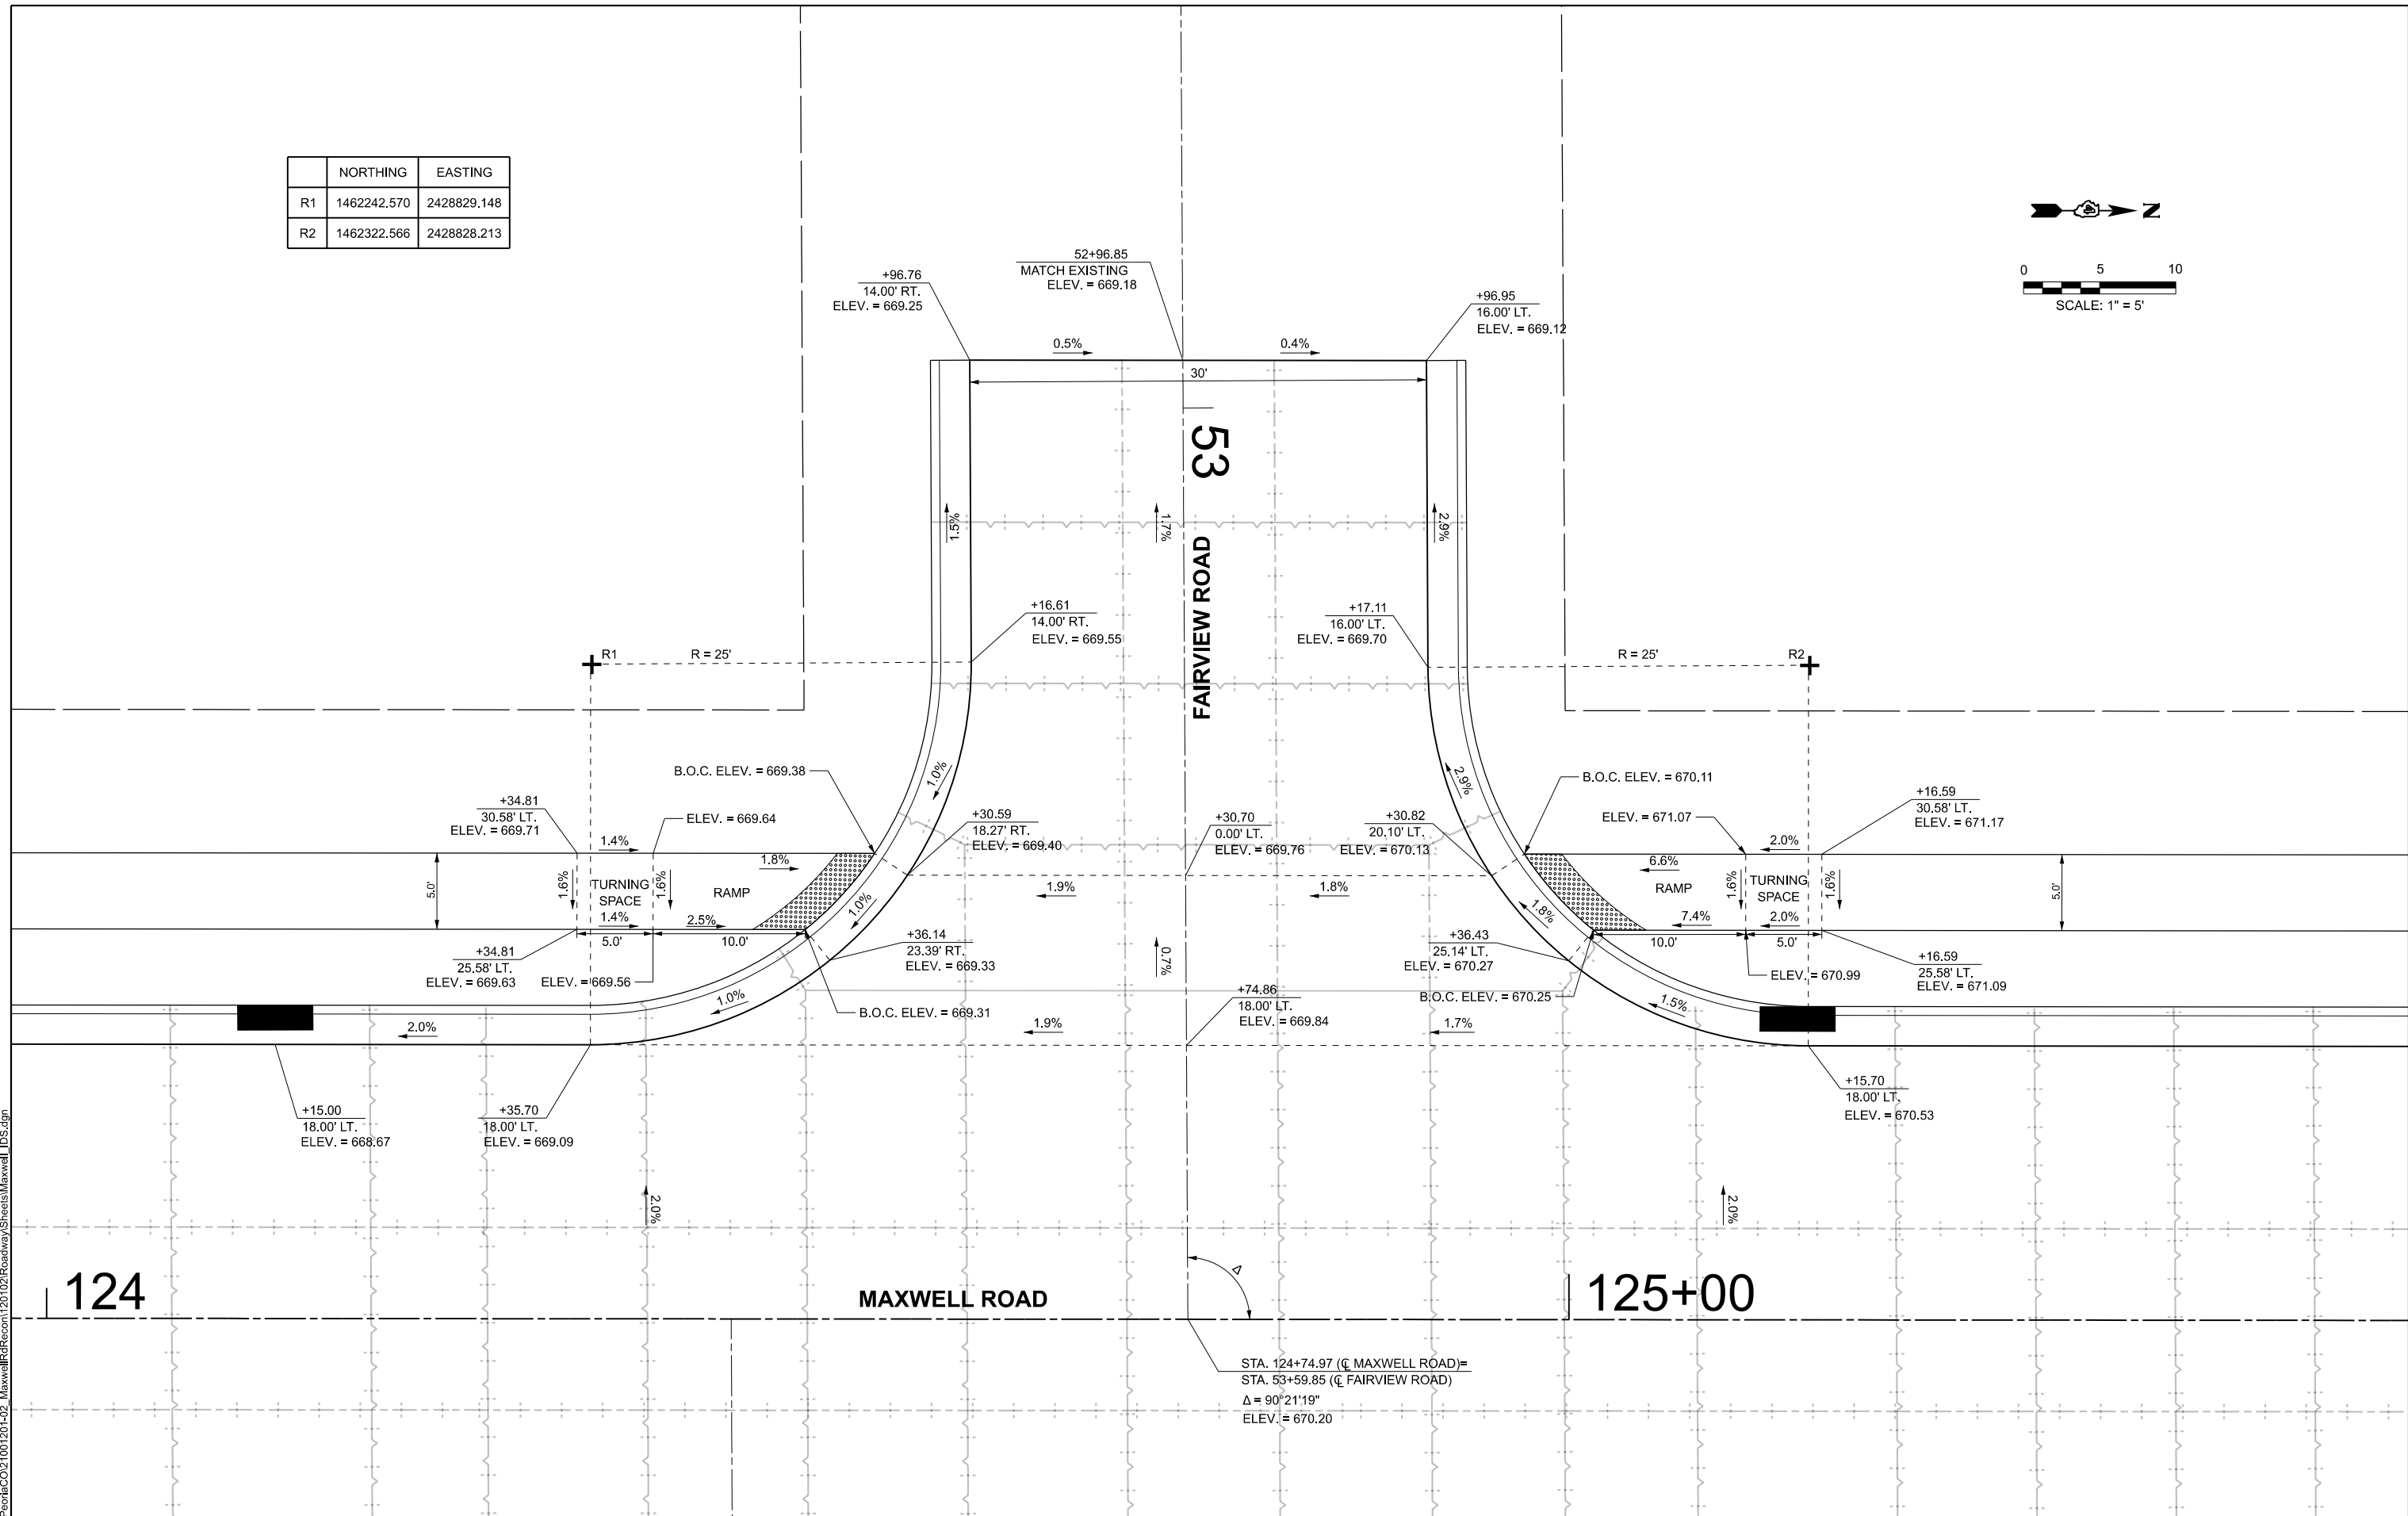 NORTHING EASTING
R1 1462242.570 2428829.148
R2 1462322.566 2428828.213
N
0 5 10
SCALE: 1" = 5'
52+96.85
MATCH EXISTING
ELEV. = 669.18
+96.76
14.00' RT.
ELEV. = 669.25
+96.95
16.00' LT.
ELEV. = 669.12
0.5%
0.4%
30'
53
1.5%
1.7%
2.9%
FAIRVIEW ROAD
+16.61
14.00' RT.
ELEV. = 669.55
+17.11
16.00' LT.
ELEV. = 669.70
R1
R = 25'
R = 25'
R2
B.O.C. ELEV. = 669.38
1.0%
2.9%
B.O.C. ELEV. = 670.11
+34.81
30.58' LT.
ELEV. = 669.71
ELEV. = 669.64
+30.59
18.27' RT.
ELEV. = 669.40
+30.70
0.00' LT.
ELEV. = 669.76
+30.82
20.10' LT.
ELEV. = 670.13
ELEV. = 671.07
+16.59
30.58' LT.
ELEV. = 671.17
1.4%
1.8%
6.6%
2.0%
5.0'
1.6%
TURNING
SPACE
1.6%
RAMP
1.0%
1.9%
1.8%
1.8%
RAMP
1.6%
TURNING
SPACE
1.6%
5.0'
1.4%
2.5%
5.0'
10.0'
7.4%
2.0%
10.0'
5.0'
+34.81
25.58' LT.
ELEV. = 669.63
ELEV. = 669.56
+36.14
23.39' RT.
ELEV. = 669.33
0.7%
+36.43
25.14' LT.
ELEV. = 670.27
ELEV. = 670.99
+16.59
25.58' LT.
ELEV. = 671.09
1.0%
B.O.C. ELEV. = 669.31
+74.86
18.00' LT.
ELEV. = 669.84
B.O.C. ELEV. = 670.25
1.5%
2.0%
1.9%
1.7%
+15.00
18.00' LT.
ELEV. = 668.67
+35.70
18.00' LT.
ELEV. = 669.09
+15.70
18.00' LT.
ELEV. = 670.53
2.0%
2.0%
Δ
124
MAXWELL ROAD
125+00
STA. 124+74.97 (℄ MAXWELL ROAD)=
STA. 53+59.85 (℄ FAIRVIEW ROAD)
Δ = 90°21'19"
ELEV. = 670.20
PeoriaCO\21001201-02_MaxwellRdRecon\120102\Roadway\Sheets\Maxwell_IDS.dgn